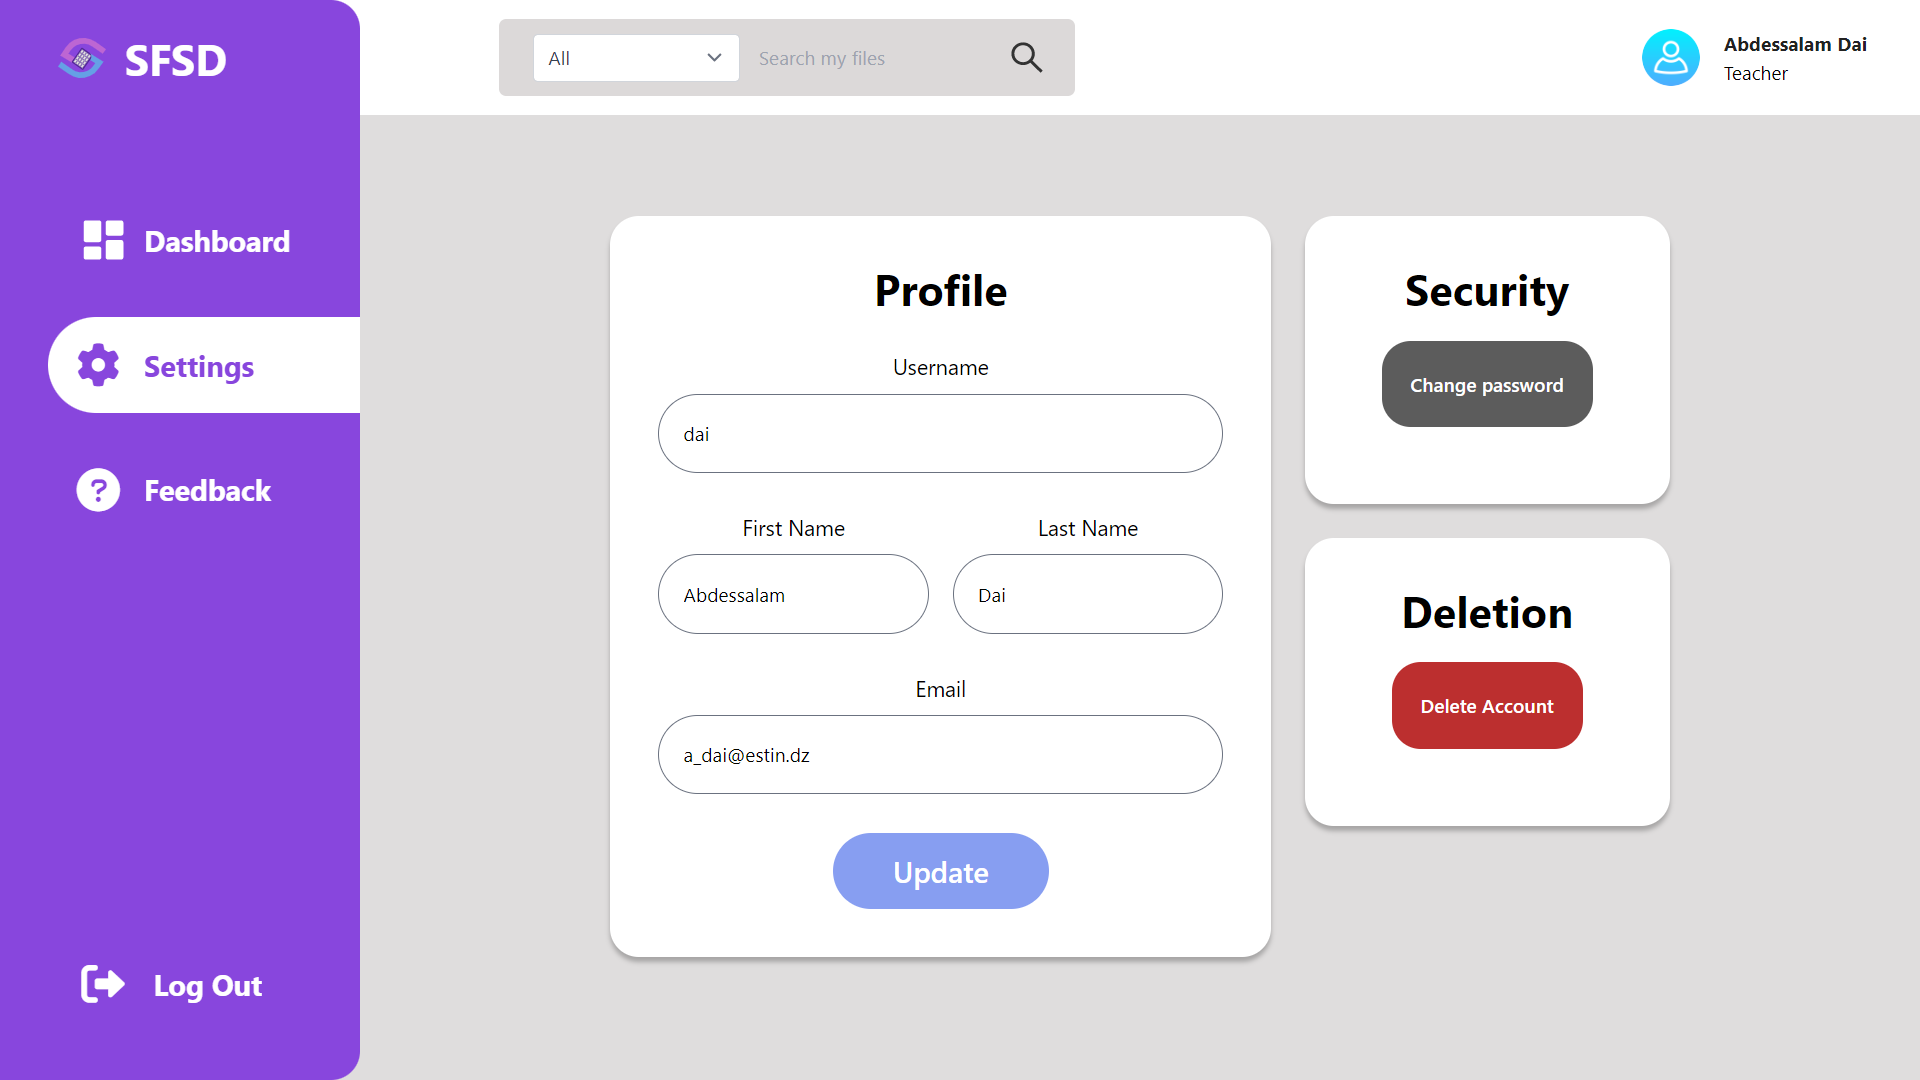 SFSD
All
Search my files
Abdessalam Dai
Teacher
Dashboard
Settings
Feedback
Log Out
Profile
Username
dai
First Name
Last Name
Abdessalam
Dai
Email
a_dai@estin.dz
Update
Security
Change password
Deletion
Delete Account